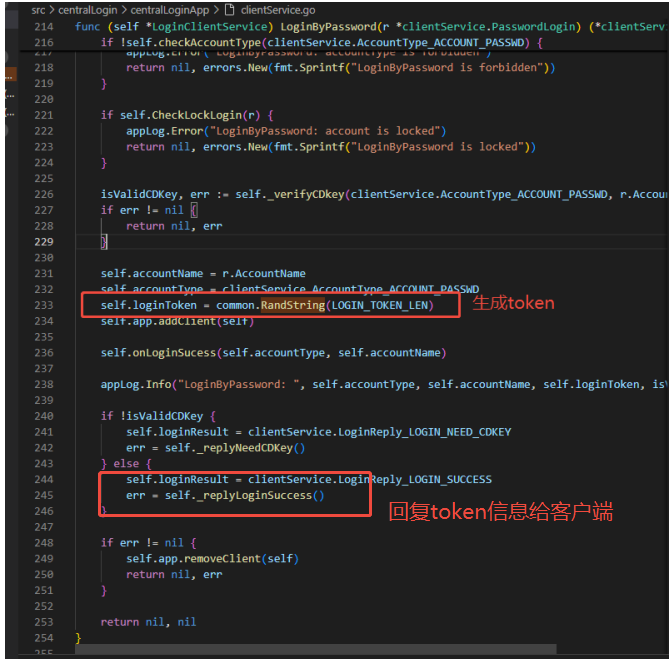 src > centralLogin > centralLoginApp > clientService.go
214 func (self *LoginClientService) LoginByPassword(r *clientService.PasswordLogin) (*clientServ
216 if !self.checkAccountType(clientService.AccountType_ACCOUNT_PASSWD) {
217 appLog.Error("LoginByPassword is forbidden")
218 return nil, errors.New(fmt.Sprintf("LoginByPassword is forbidden"))
219 }
220
221 if self.CheckLockLogin(r) {
222 appLog.Error("LoginByPassword: account is locked")
223 return nil, errors.New(fmt.Sprintf("LoginByPassword is locked"))
224 }
225
226 isValidCDKey, err := self._verifyCDkey(clientService.AccountType_ACCOUNT_PASSWD, r.Accou
227 if err != nil {
228 return nil, err
229 }
230
231 self.accountName = r.AccountName
232 self.accountType = clientService.AccountType_ACCOUNT_PASSWD
233 self.loginToken = common.RandString(LOGIN_TOKEN_LEN)
生成token
234 self.app.addClient(self)
235
236 self.onLoginSucess(self.accountType, self.accountName)
237
238 appLog.Info("LoginByPassword: ", self.accountType, self.accountName, self.loginToken, isV
239
240 if !isValidCDKey {
241 self.loginResult = clientService.LoginReply_LOGIN_NEED_CDKEY
242 err = self._replyNeedCDKey()
243 } else {
244 self.loginResult = clientService.LoginReply_LOGIN_SUCCESS
245 err = self._replyLoginSuccess()
246 }
回复token信息给客户端
247
248 if err != nil {
249 self.app.removeClient(self)
250 return nil, err
251 }
252
253 return nil, nil
254 }
255